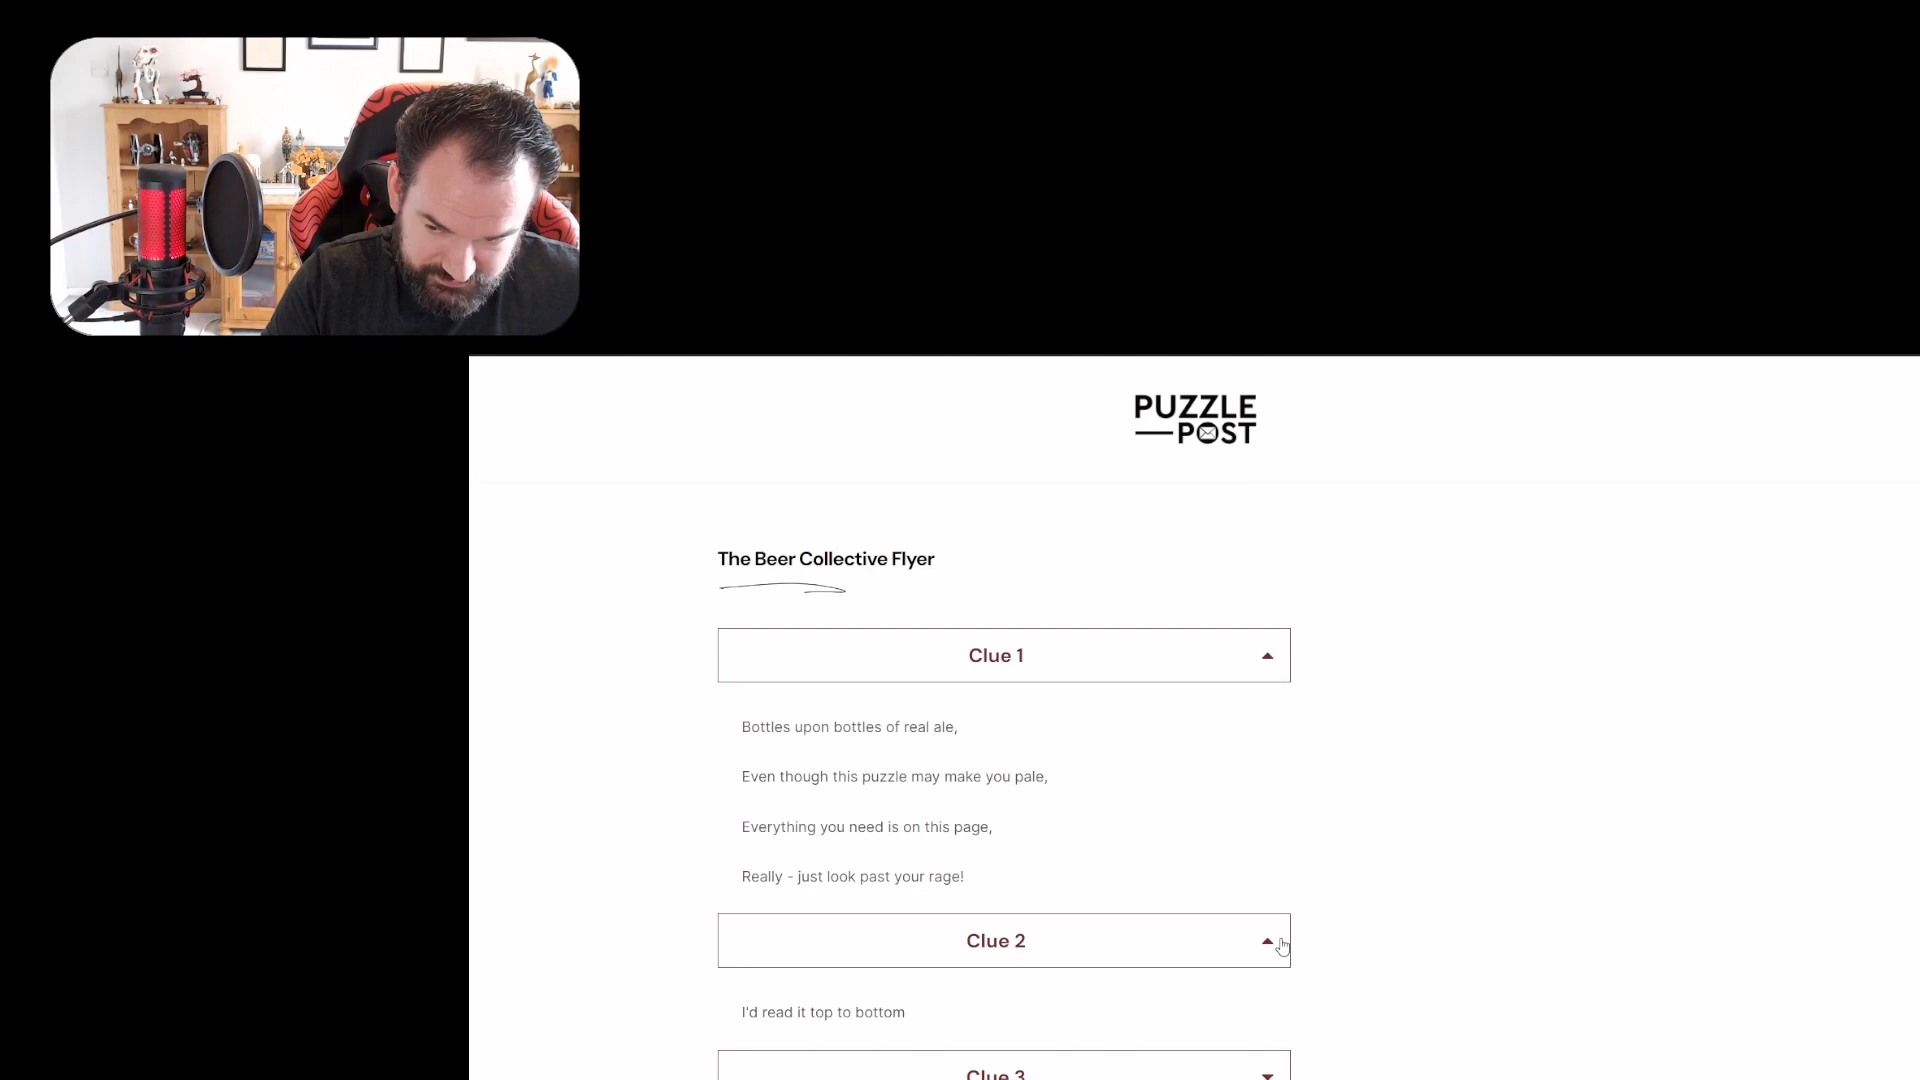 PUZZLE
POST
The Beer Collective Flyer
Clue 1
Bottles upon bottles of real ale,
Even though this puzzle may make you pale,
Everything you need is on this page,
Really - just look past your rage!
Clue 2
I'd read it top to bottom
Clue 3